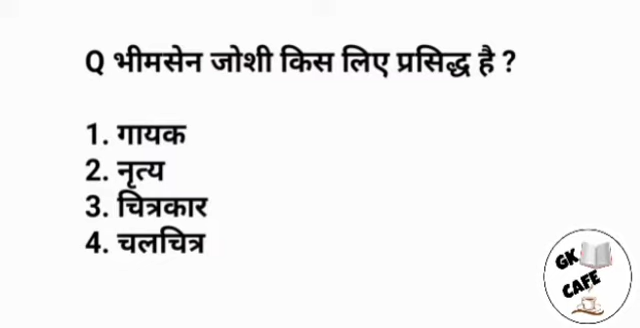 Q भीमसेन जोशी किस लिए प्रसिद्ध है ?
1. गायक
2. नृत्य
3. चित्रकार
4. चलचित्र
GK
CAFE